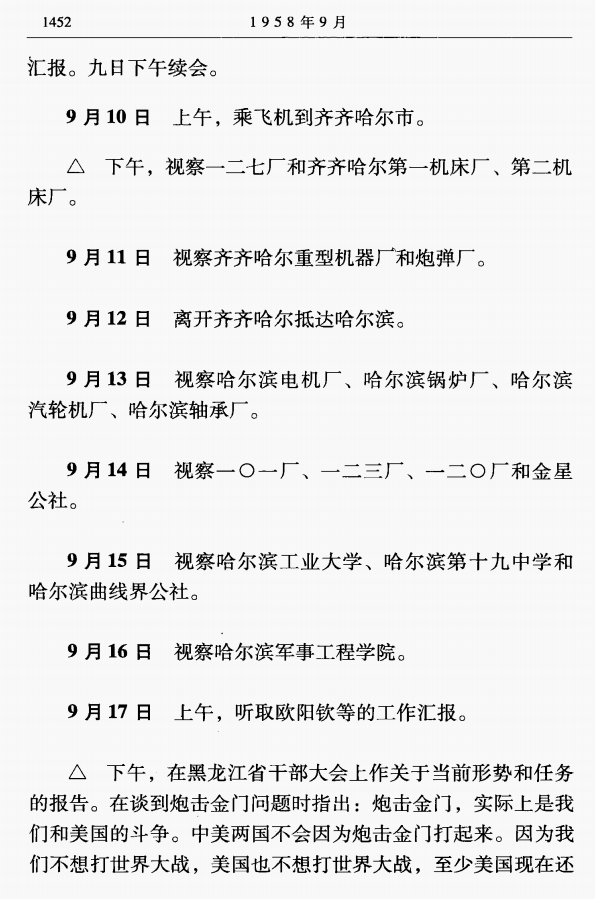 1452 1958年9月
汇报。九日下午续会。
9月10日 上午，乘飞机到齐齐哈尔市。
△ 下午，视察一二七厂和齐齐哈尔第一机床厂、第二机
床厂。
9月11日 视察齐齐哈尔重型机器厂和炮弹厂。
9月12日 离开齐齐哈尔抵达哈尔滨。
9月13日 视察哈尔滨电机厂、哈尔滨锅炉厂、哈尔滨
汽轮机厂、哈尔滨轴承厂。
9月14日 视察一〇一厂、一二三厂、一二〇厂和金星
公社。
9月15日 视察哈尔滨工业大学、哈尔滨第十九中学和
哈尔滨曲线界公社。
9月16日 视察哈尔滨军事工程学院。
9月17日 上午，听取欧阳钦等的工作汇报。
△ 下午，在黑龙江省干部大会上作关于当前形势和任务
的报告。在谈到炮击金门问题时指出：炮击金门，实际上是我
们和美国的斗争。中美两国不会因为炮击金门打起来。因为我
们不想打世界大战，美国也不想打世界大战，至少美国现在还